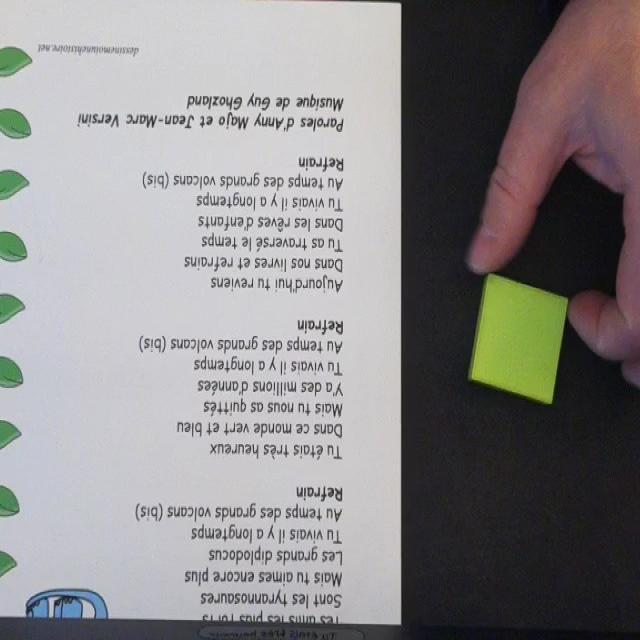 Tes amis les plus forts
Sont les tyrannosaures
Mais tu aimes encore plus
Les grands diplodocus
Tu vivais il y a longtemps
Au temps des grands volcans (bis)
Refrain
Tu étais très heureux
Dans ce monde vert et bleu
Mais tu nous as quittés
Y'a des millions d'années
Tu vivais il y a longtemps
Au temps des grands volcans (bis)
Refrain
Aujourd'hui tu reviens
Dans nos livres et refrains
Tu as traversé le temps
Dans les rêves d'enfants
Tu vivais il y a longtemps
Au temps des grands volcans (bis)
Refrain
Paroles d'Anny Majo et Jean-Marc Versini
Musique de Guy Ghozland
dessinemoiunehistoire.net